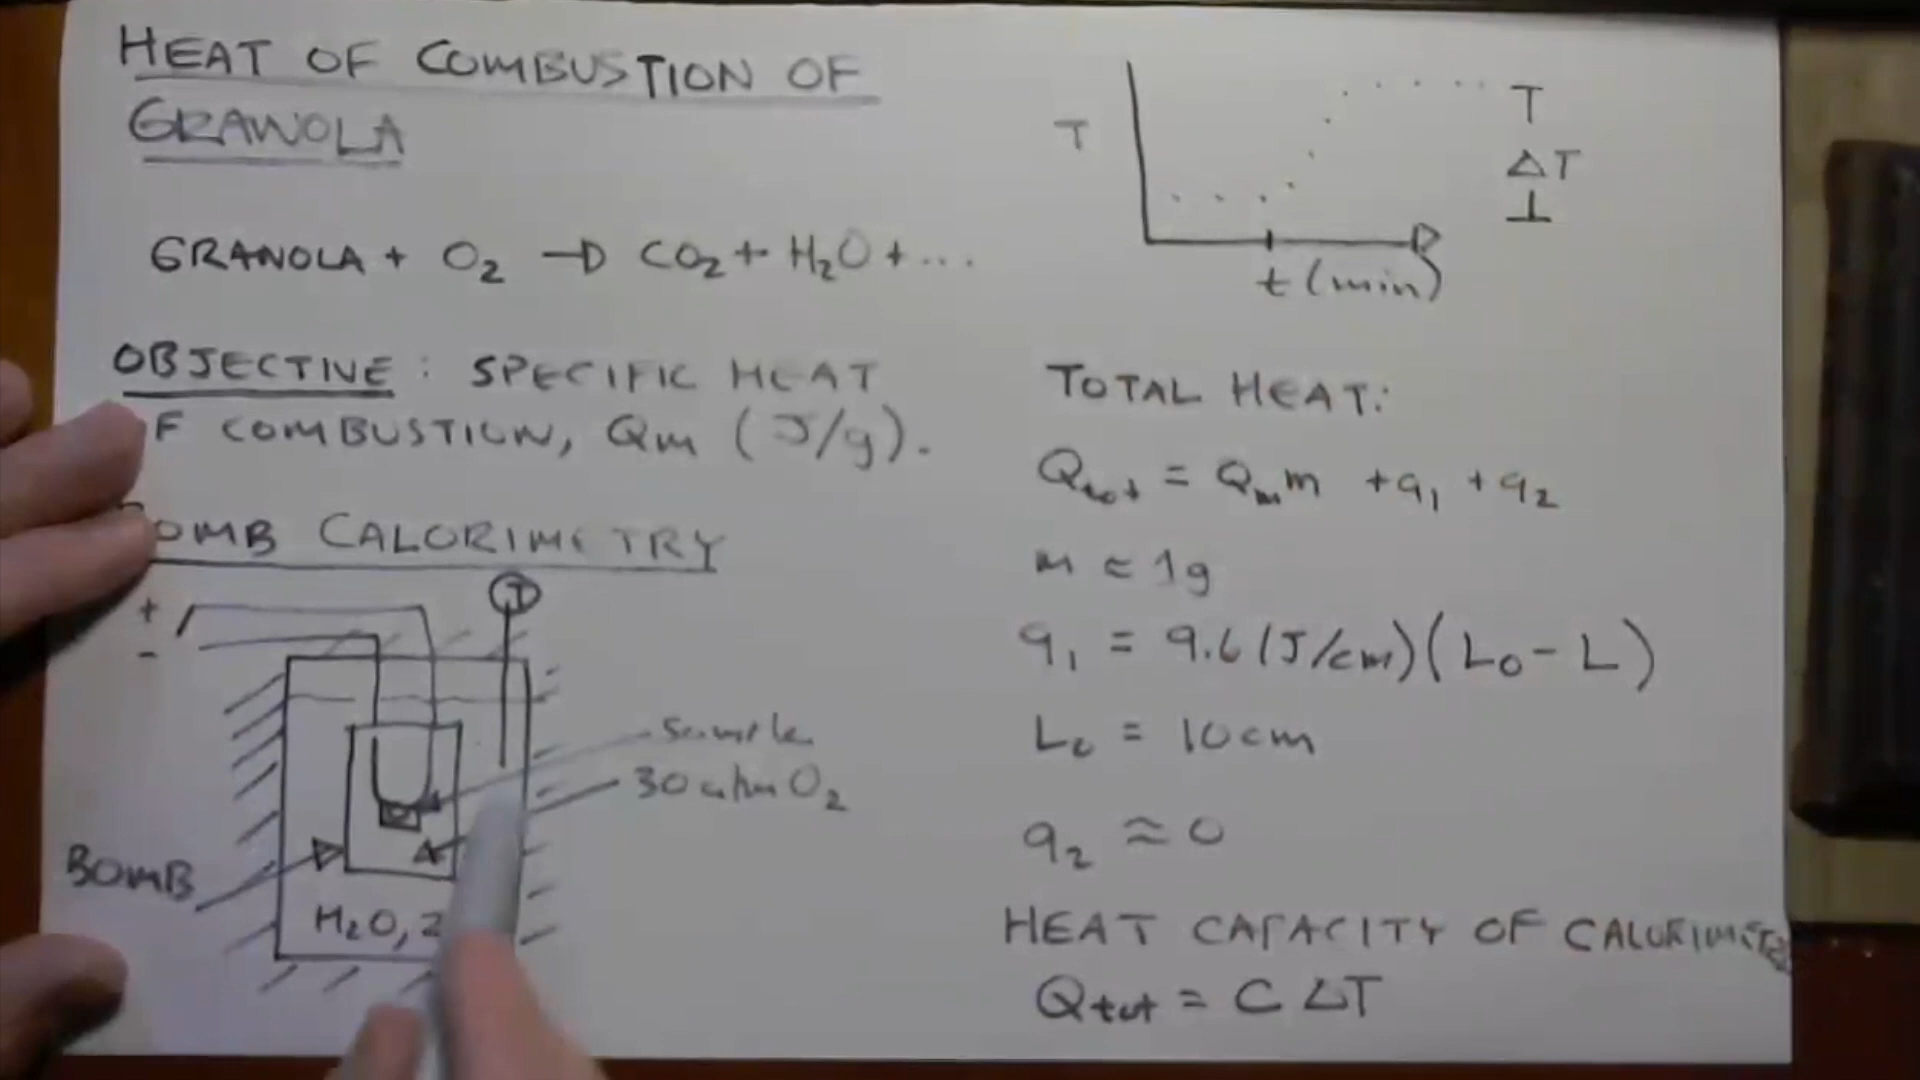 HEAT OF COMBUSTION OF
GRANOLA
GRANOLA + O2 → CO2 + H2O + ...
OBJECTIVE: SPECIFIC HEAT
F COMBUSTION, Qm (J/g).
OMB CALORIMETRY
+
-
T
sample
30 atm O2
BOMB
H2O, 2
T
T
ΔT
⊥
t (min)
TOTAL HEAT:
Qtot = Qm m + q1 + q2
m ≈ 1g
q1 = 9.6 (J/cm)(L0 - L)
L0 = 10cm
q2 ≈ 0
HEAT CAPACITY OF CALORIMETER
Qtot = C ΔT